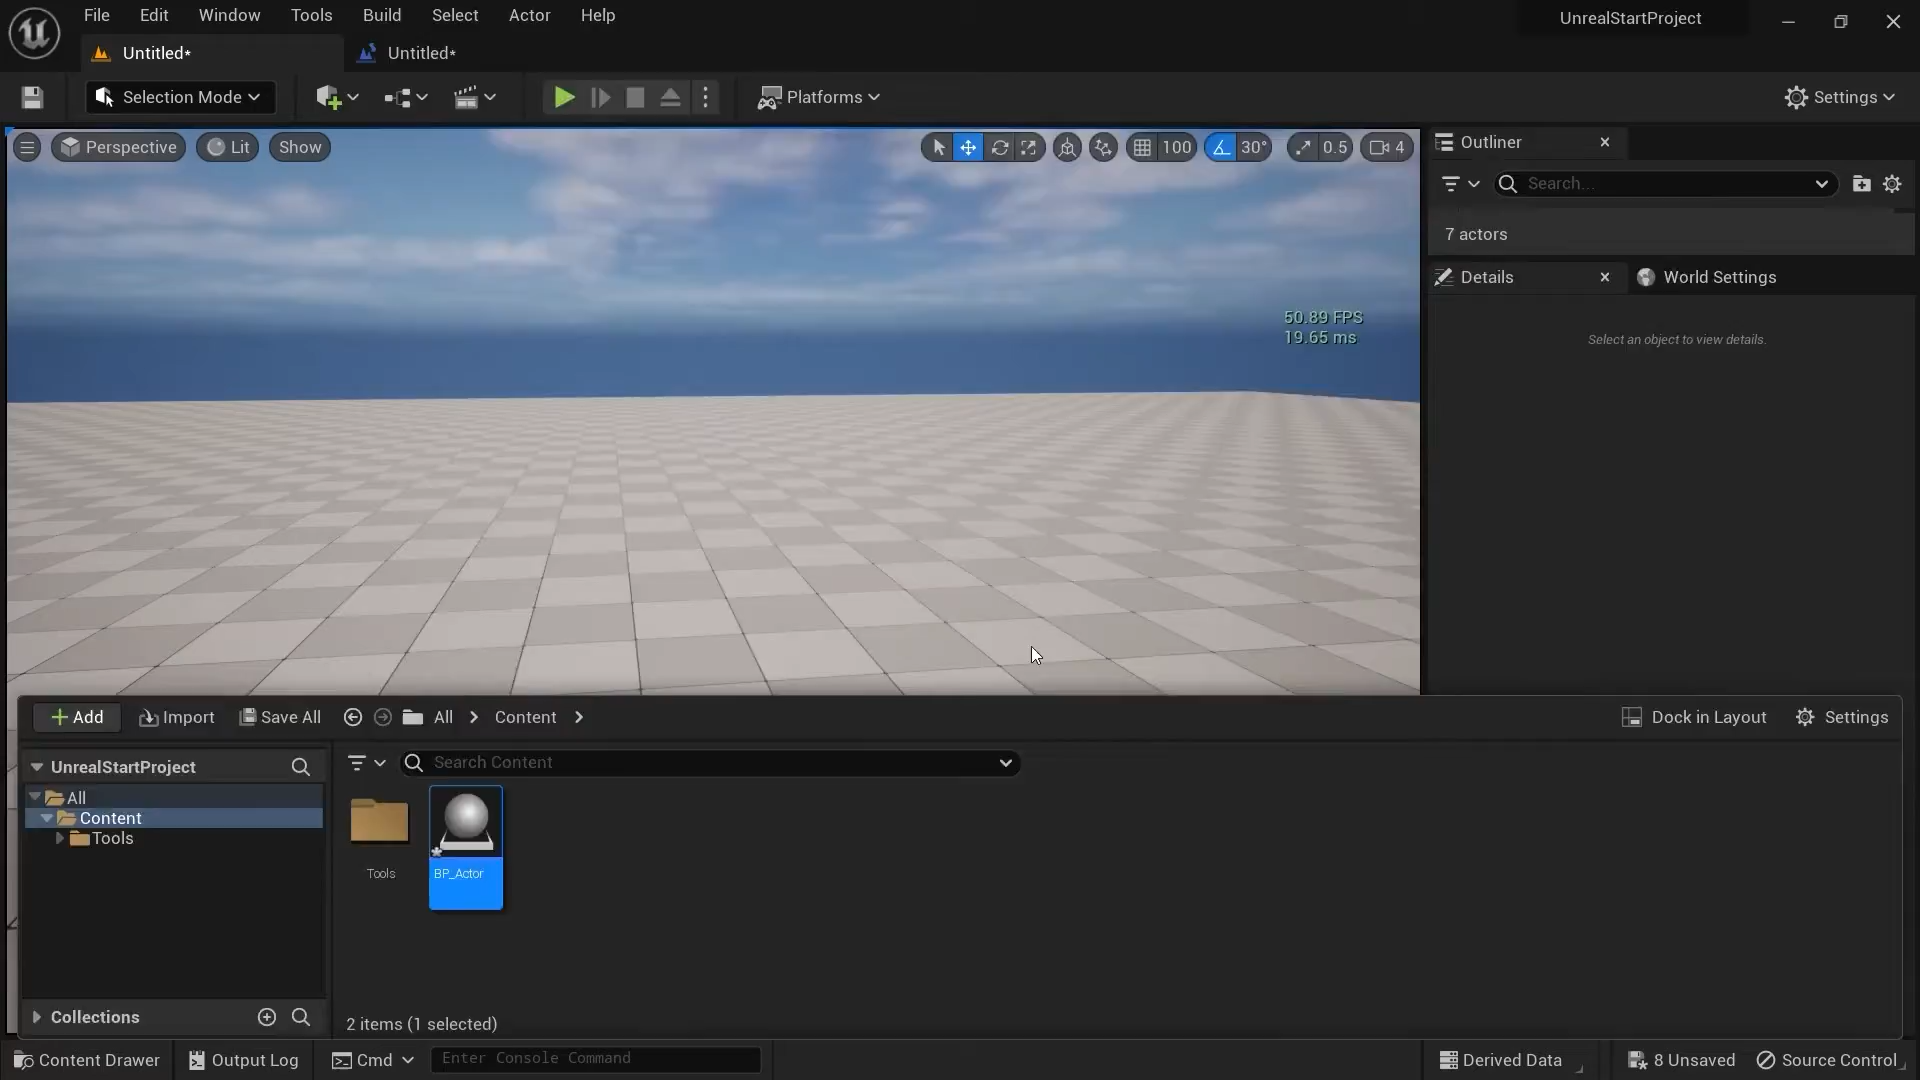 File Edit Window Tools Build Select Actor Help
UnrealStartProject
Untitled*
Untitled*
Selection Mode
Platforms
Settings
Perspective
Lit
Show
100
30°
0.5
4
Outliner
Search...
7 actors
Details
World Settings
Select an object to view details.
50.89 FPS
19.65 ms
Add
Import
Save All
All
Content
Dock in Layout
Settings
UnrealStartProject
Search Content
All
Content
Tools
Tools
BP_Actor
Collections
2 items (1 selected)
Content Drawer
Output Log
Cmd
Enter Console Command
Derived Data
8 Unsaved
Source Control